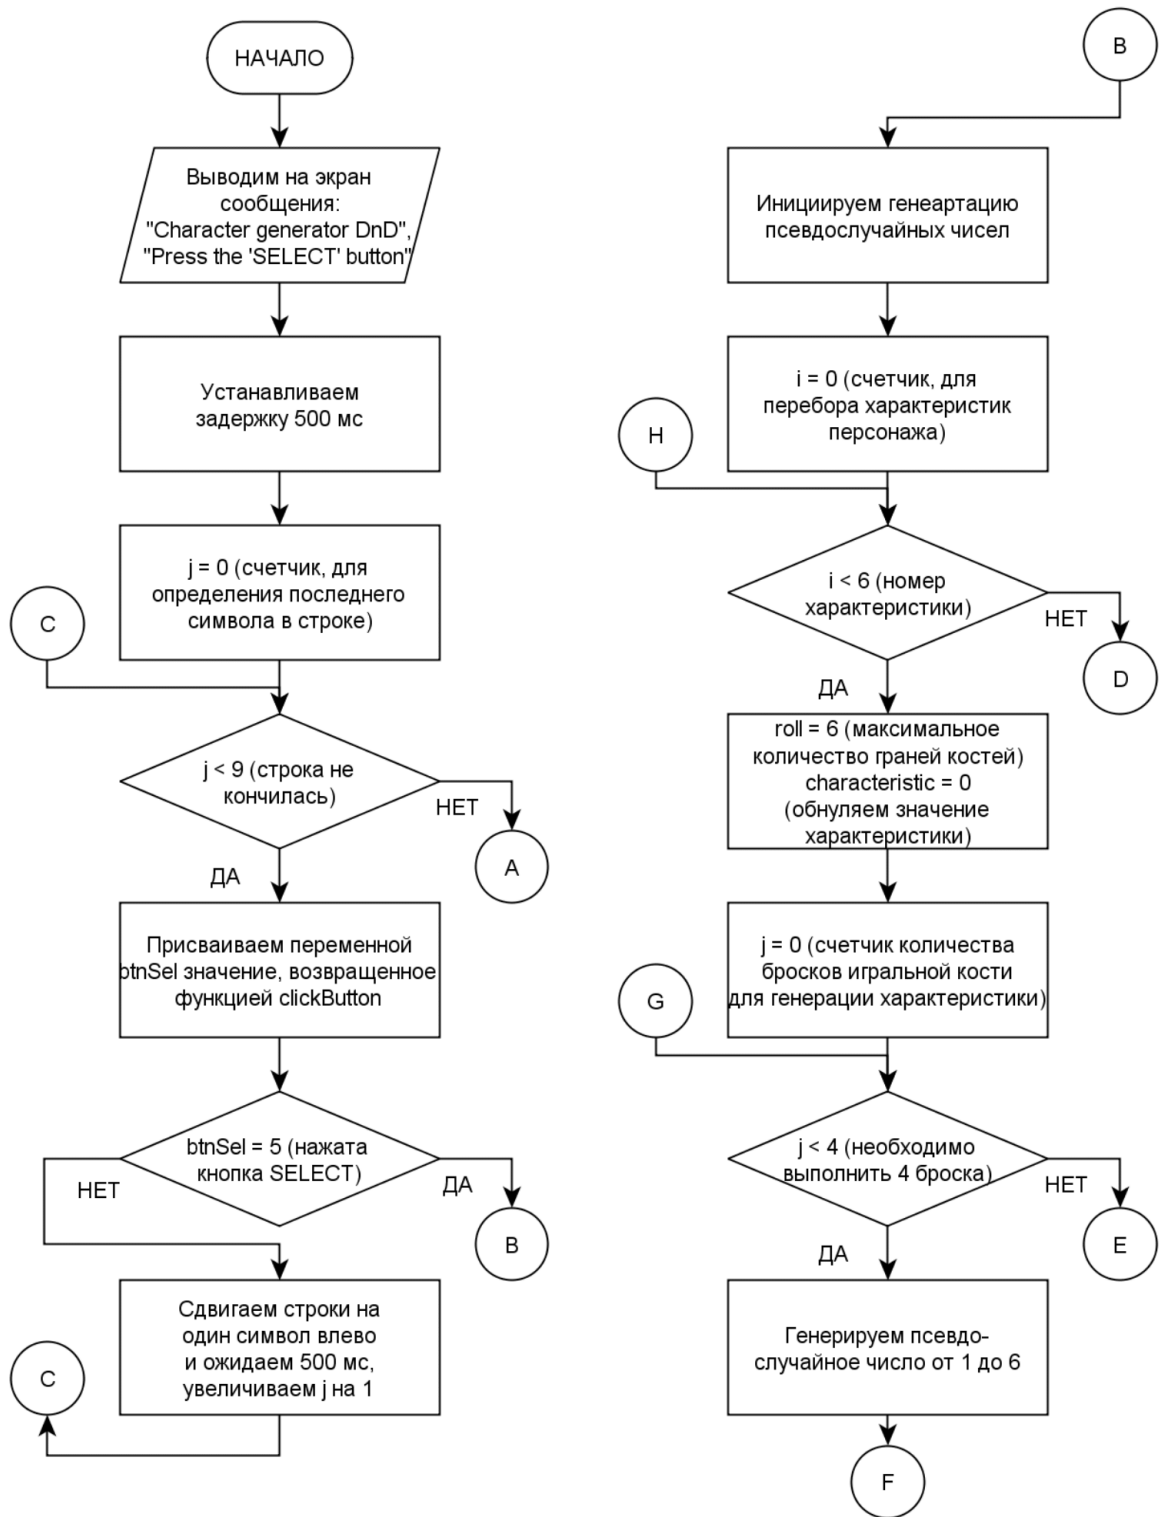 НАЧАЛО
Выводим на экран
сообщения:
"Character generator DnD",
"Press the 'SELECT' button"
Устанавливаем
задержку 500 мс
j = 0 (счетчик, для
определения последнего
символа в строке)
C
j < 9 (строка не
кончилась)
НЕТ
A
ДА
Присваиваем переменной
btnSel значение, возвращенное
функцией clickButton
btnSel = 5 (нажата
кнопка SELECT)
НЕТ
ДА
B
Сдвигаем строки на
один символ влево
и ожидаем 500 мс,
увеличиваем j на 1
C
B
Инициируем генеартацию
псевдослучайных чисел
i = 0 (счетчик, для
перебора характеристик
персонажа)
H
i < 6 (номер
характеристики)
НЕТ
D
ДА
roll = 6 (максимальное
количество граней костей)
characteristic = 0
(обнуляем значение
характеристики)
j = 0 (счетчик количества
бросков игральной кости
для генерации характеристики)
G
j < 4 (необходимо
выполнить 4 броска)
НЕТ
E
ДА
Генерируем псевдо-
случайное число от 1 до 6
F